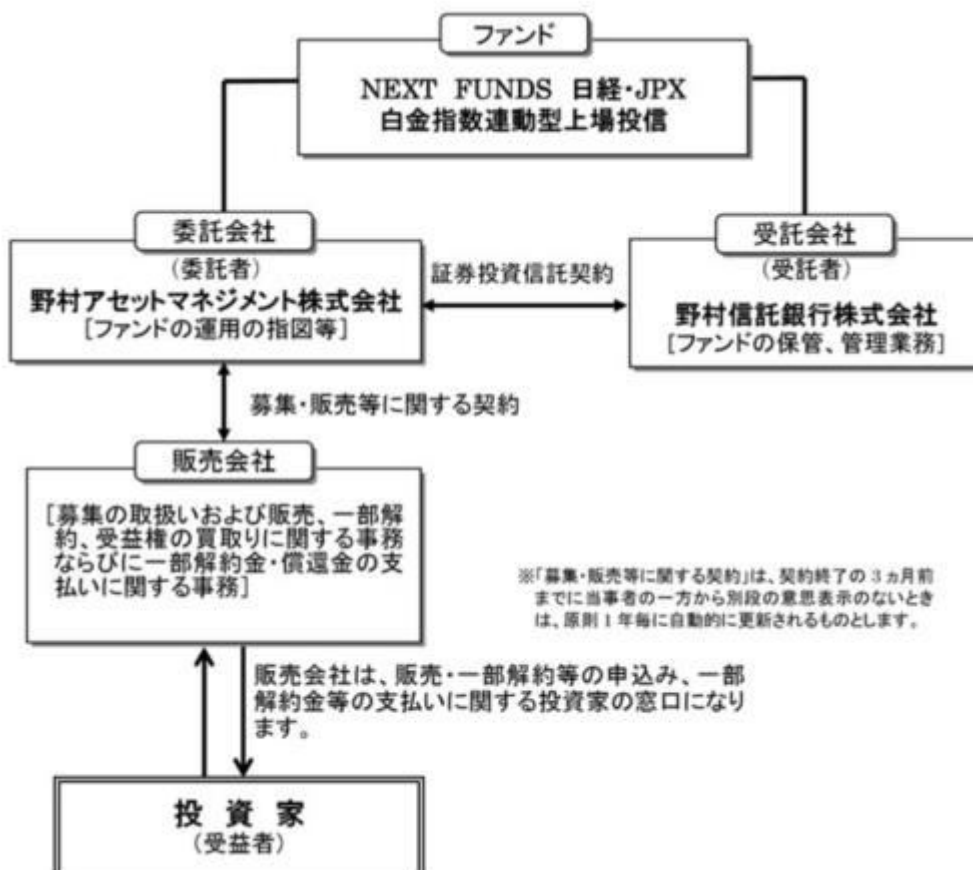 ファンド
NEXT FUNDS 日経・JPX
白金指数連動型上場投信
委託会社
(委託者)
野村アセットマネジメント株式会社
[ファンドの運用の指図等]
証券投資信託契約
受託会社
(受託者)
野村信託銀行株式会社
[ファンドの保管、管理業務]
募集・販売等に関する契約
販売会社
[募集の取扱いおよび販売、一部解
約、受益権の買取りに関する事務
ならびに一部解約金・償還金の支
払いに関する事務]
※「募集・販売等に関する契約」は、契約終了の3ヵ月前
までに当事者の一方から別段の意思表示のないとき
は、原則1年毎に自動的に更新されるものとします。
販売会社は、販売・一部解約等の申込み、一部
解約金等の支払いに関する投資家の窓口になり
ます。
投 資 家
(受益者)